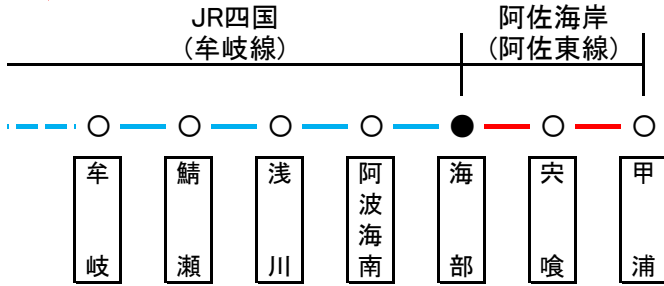 JR四国
(牟岐線)
阿佐海岸
(阿佐東線)
牟岐
鯖瀬
浅川
阿波海南
海部
宍喰
甲浦